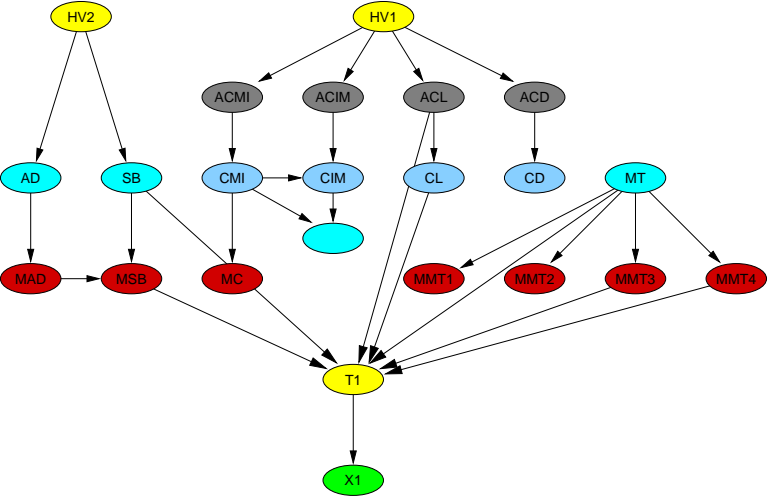 HV2
HV1
ACMI
ACIM
ACL
ACD
AD
SB
CMI
CIM
CL
CD
MT
MAD
MSB
MC
MMT1
MMT2
MMT3
MMT4
T1
X1